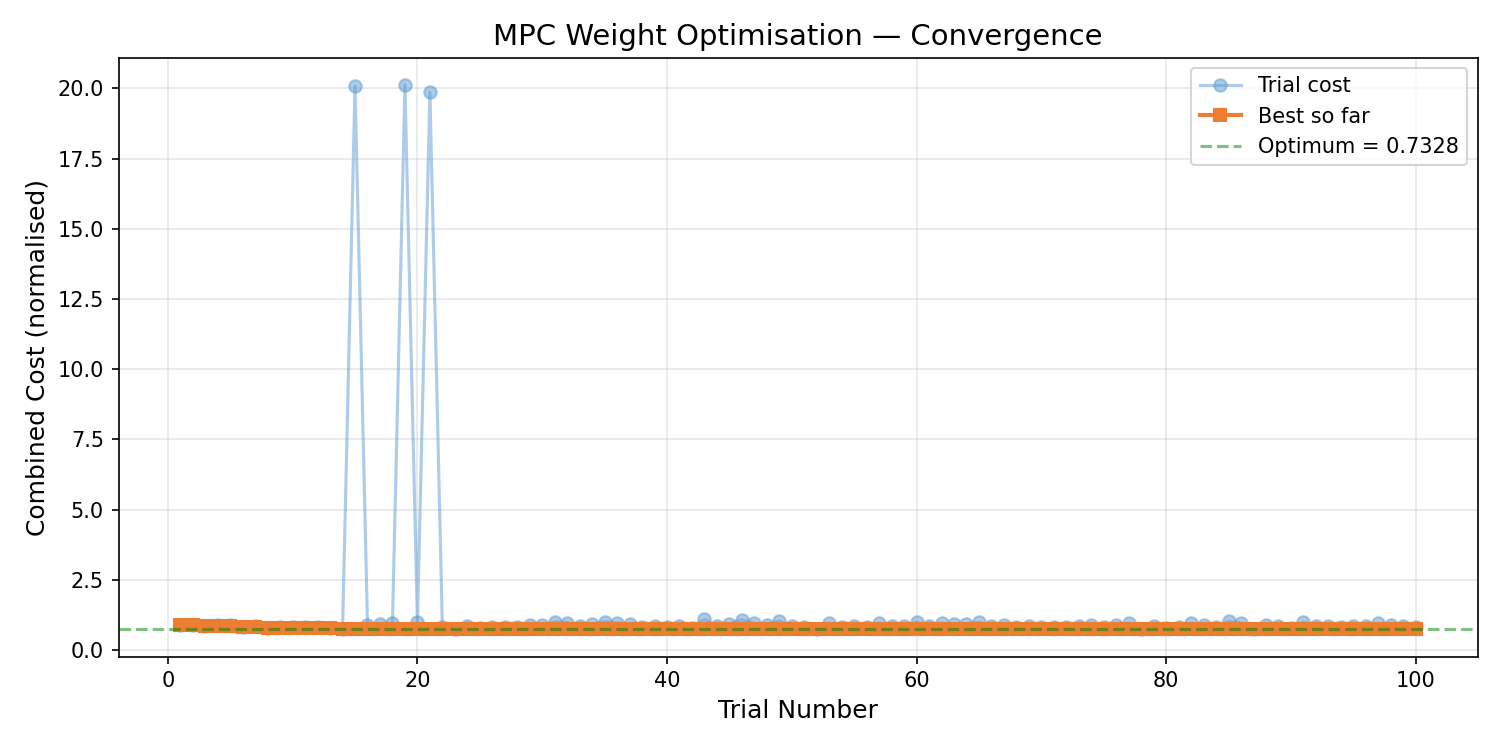 MPC Weight Optimisation — Convergence
Trial cost
Best so far
Optimum = 0.7328
Combined Cost (normalised)
20.0
17.5
15.0
12.5
10.0
7.5
5.0
2.5
0.0
0 20 40 60 80 100
Trial Number